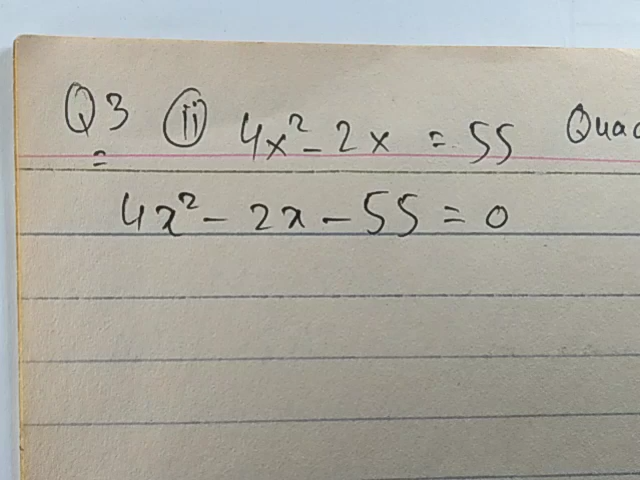 Q3 (ii) 4x² - 2x = 55 Quad
4x² - 2x - 55 = 0